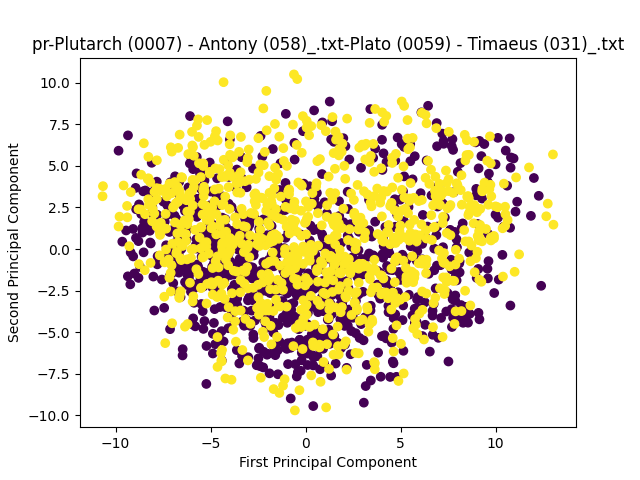 pr-Plutarch (0007) - Antony (058)_.txt-Plato (0059) - Timaeus (031)_.txt
10.0
7.5
5.0
2.5
0.0
−2.5
−5.0
−7.5
−10.0
Second Principal Component
−10 −5 0 5 10
First Principal Component